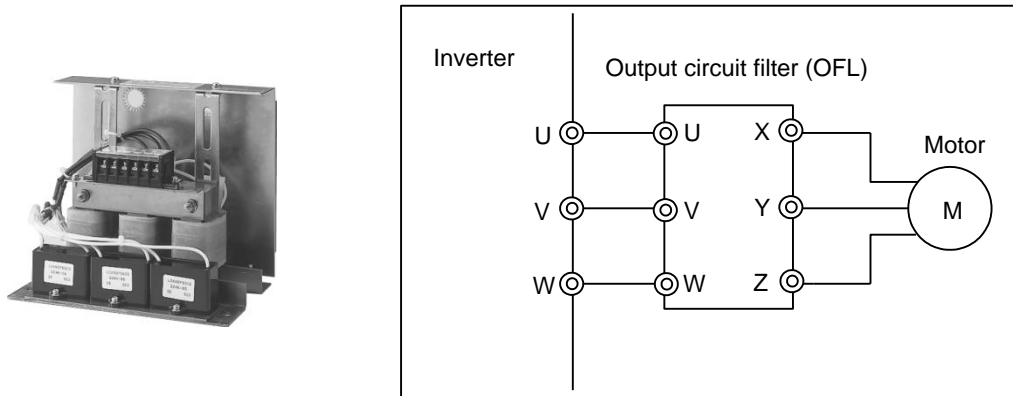 Inverter
Output circuit filter (OFL)
U
U
X
Motor
V
V
Y
M
W
W
Z